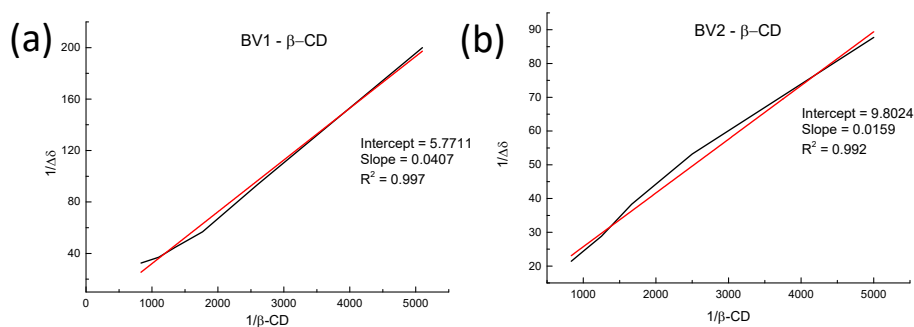 (a)
BV1 - β–CD
200
160
120
80
40
1/Δδ
Intercept = 5.7711
Slope = 0.0407
R² = 0.997
0 1000 2000 3000 4000 5000
1/β-CD
(b)
BV2 - β–CD
90
80
70
60
50
40
30
20
1/Δδ
Intercept = 9.8024
Slope = 0.0159
R² = 0.992
1000 2000 3000 4000 5000
1/β-CD